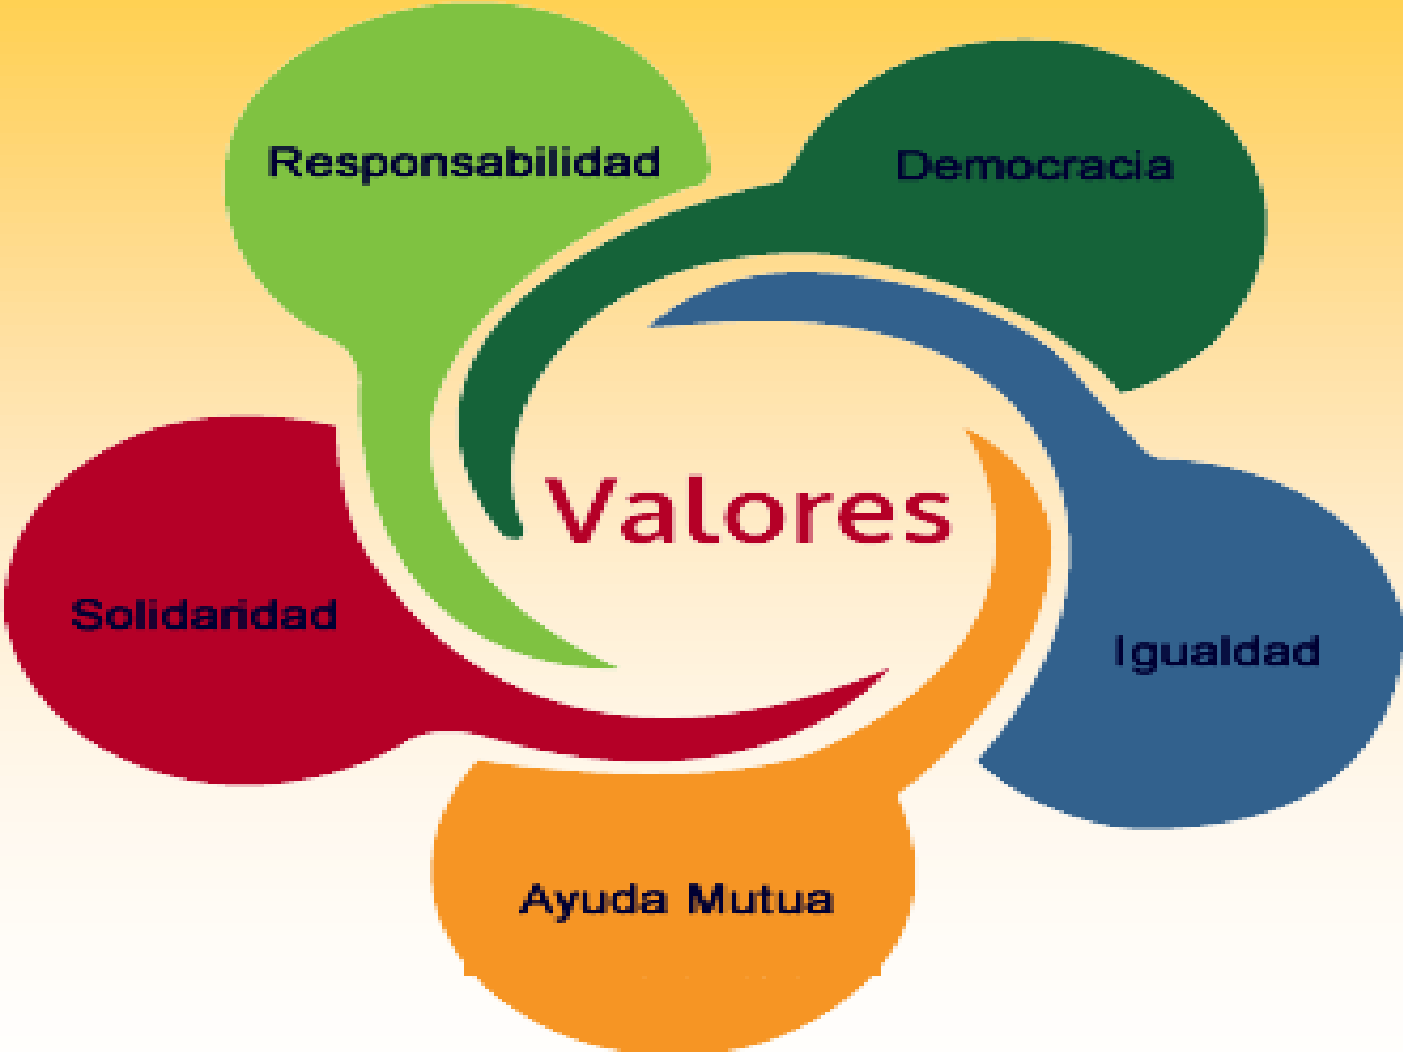 Responsabilidad
Democracia
Valores
Solidaridad
Igualdad
Ayuda Mutua